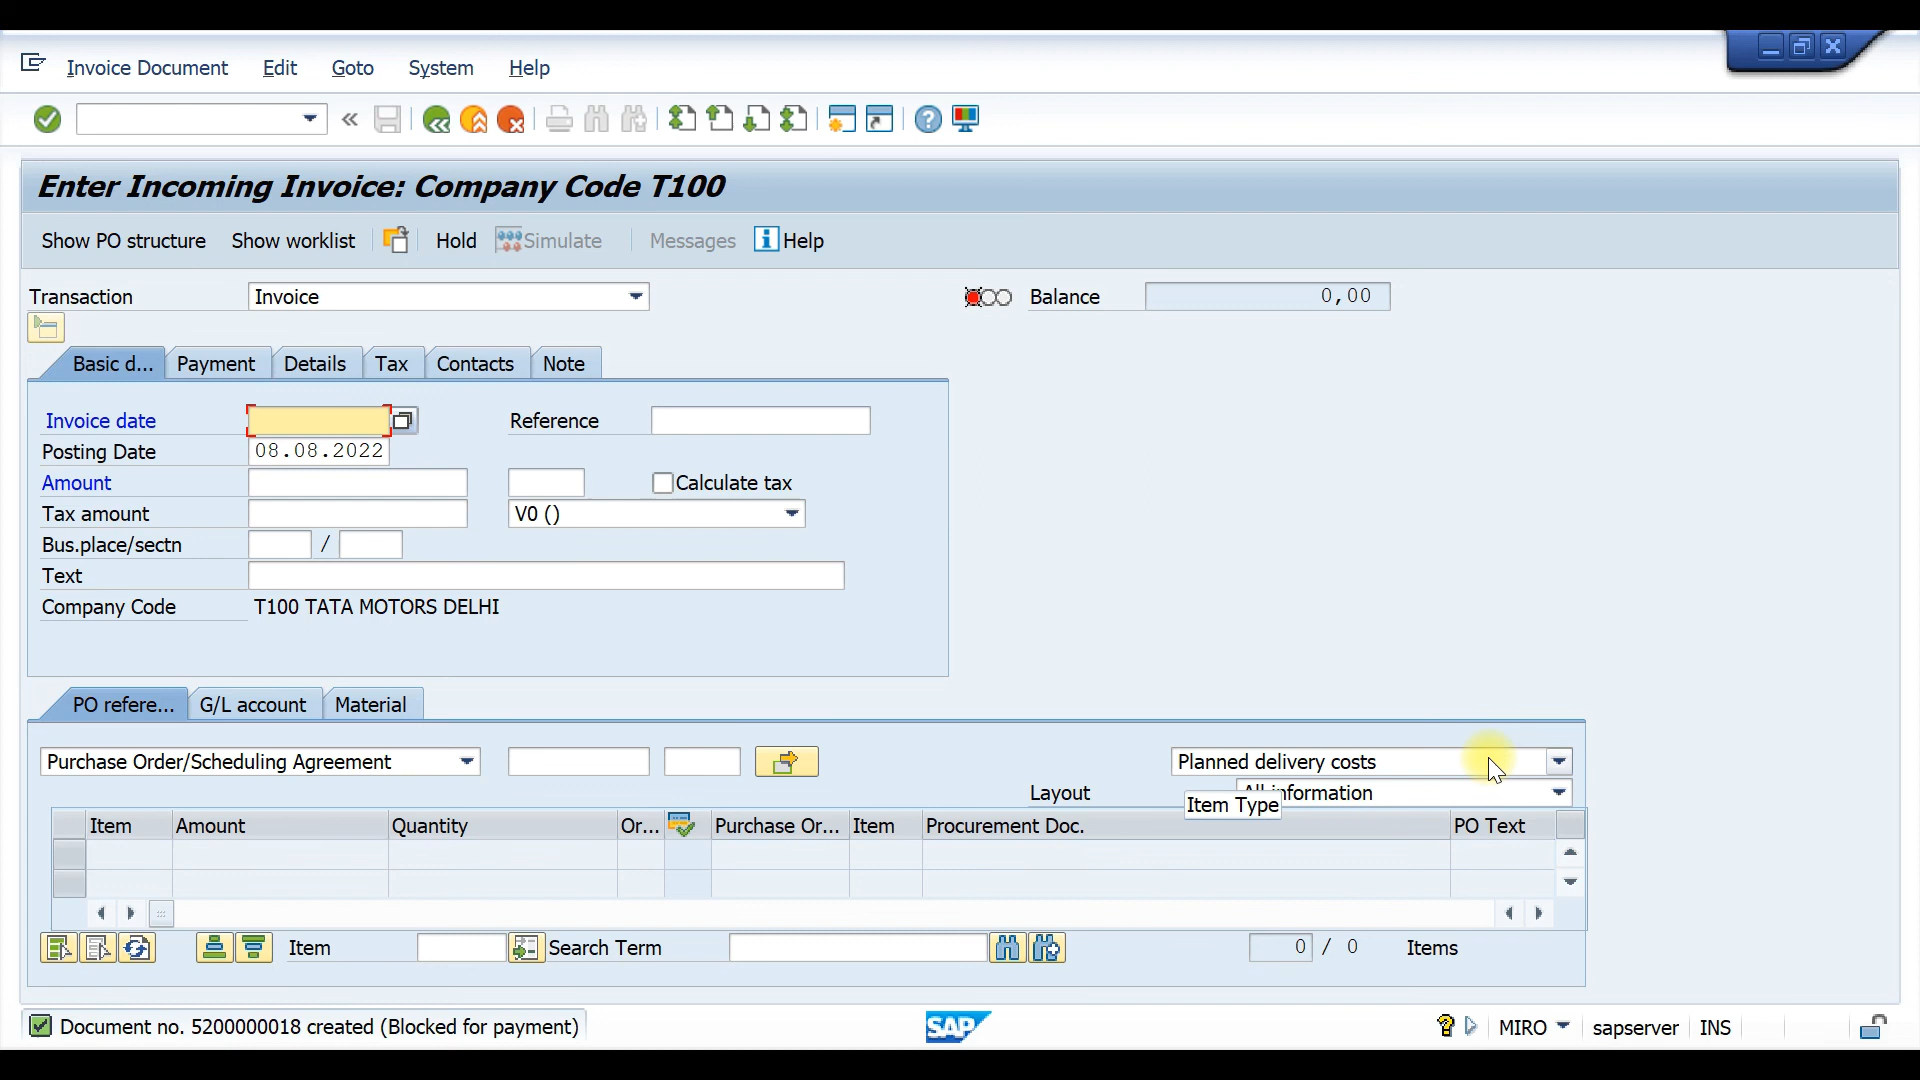 Invoice Document Edit Goto System Help
Enter Incoming Invoice: Company Code T100
Show PO structure Show worklist Hold Simulate Messages Help
Transaction Invoice Balance 0,00
Basic d... Payment Details Tax Contacts Note
Invoice date Reference
Posting Date 08.08.2022
Amount Calculate tax
Tax amount V0 ()
Bus.place/sectn /
Text
Company Code T100 TATA MOTORS DELHI
PO refere... G/L account Material
Purchase Order/Scheduling Agreement Planned delivery costs
Layout information
Item Type
Item Amount Quantity Or... Purchase Or... Item Procurement Doc. PO Text
Item Search Term 0 / 0 Items
Document no. 5200000018 created (Blocked for payment) SAP MIRO sapserver INS